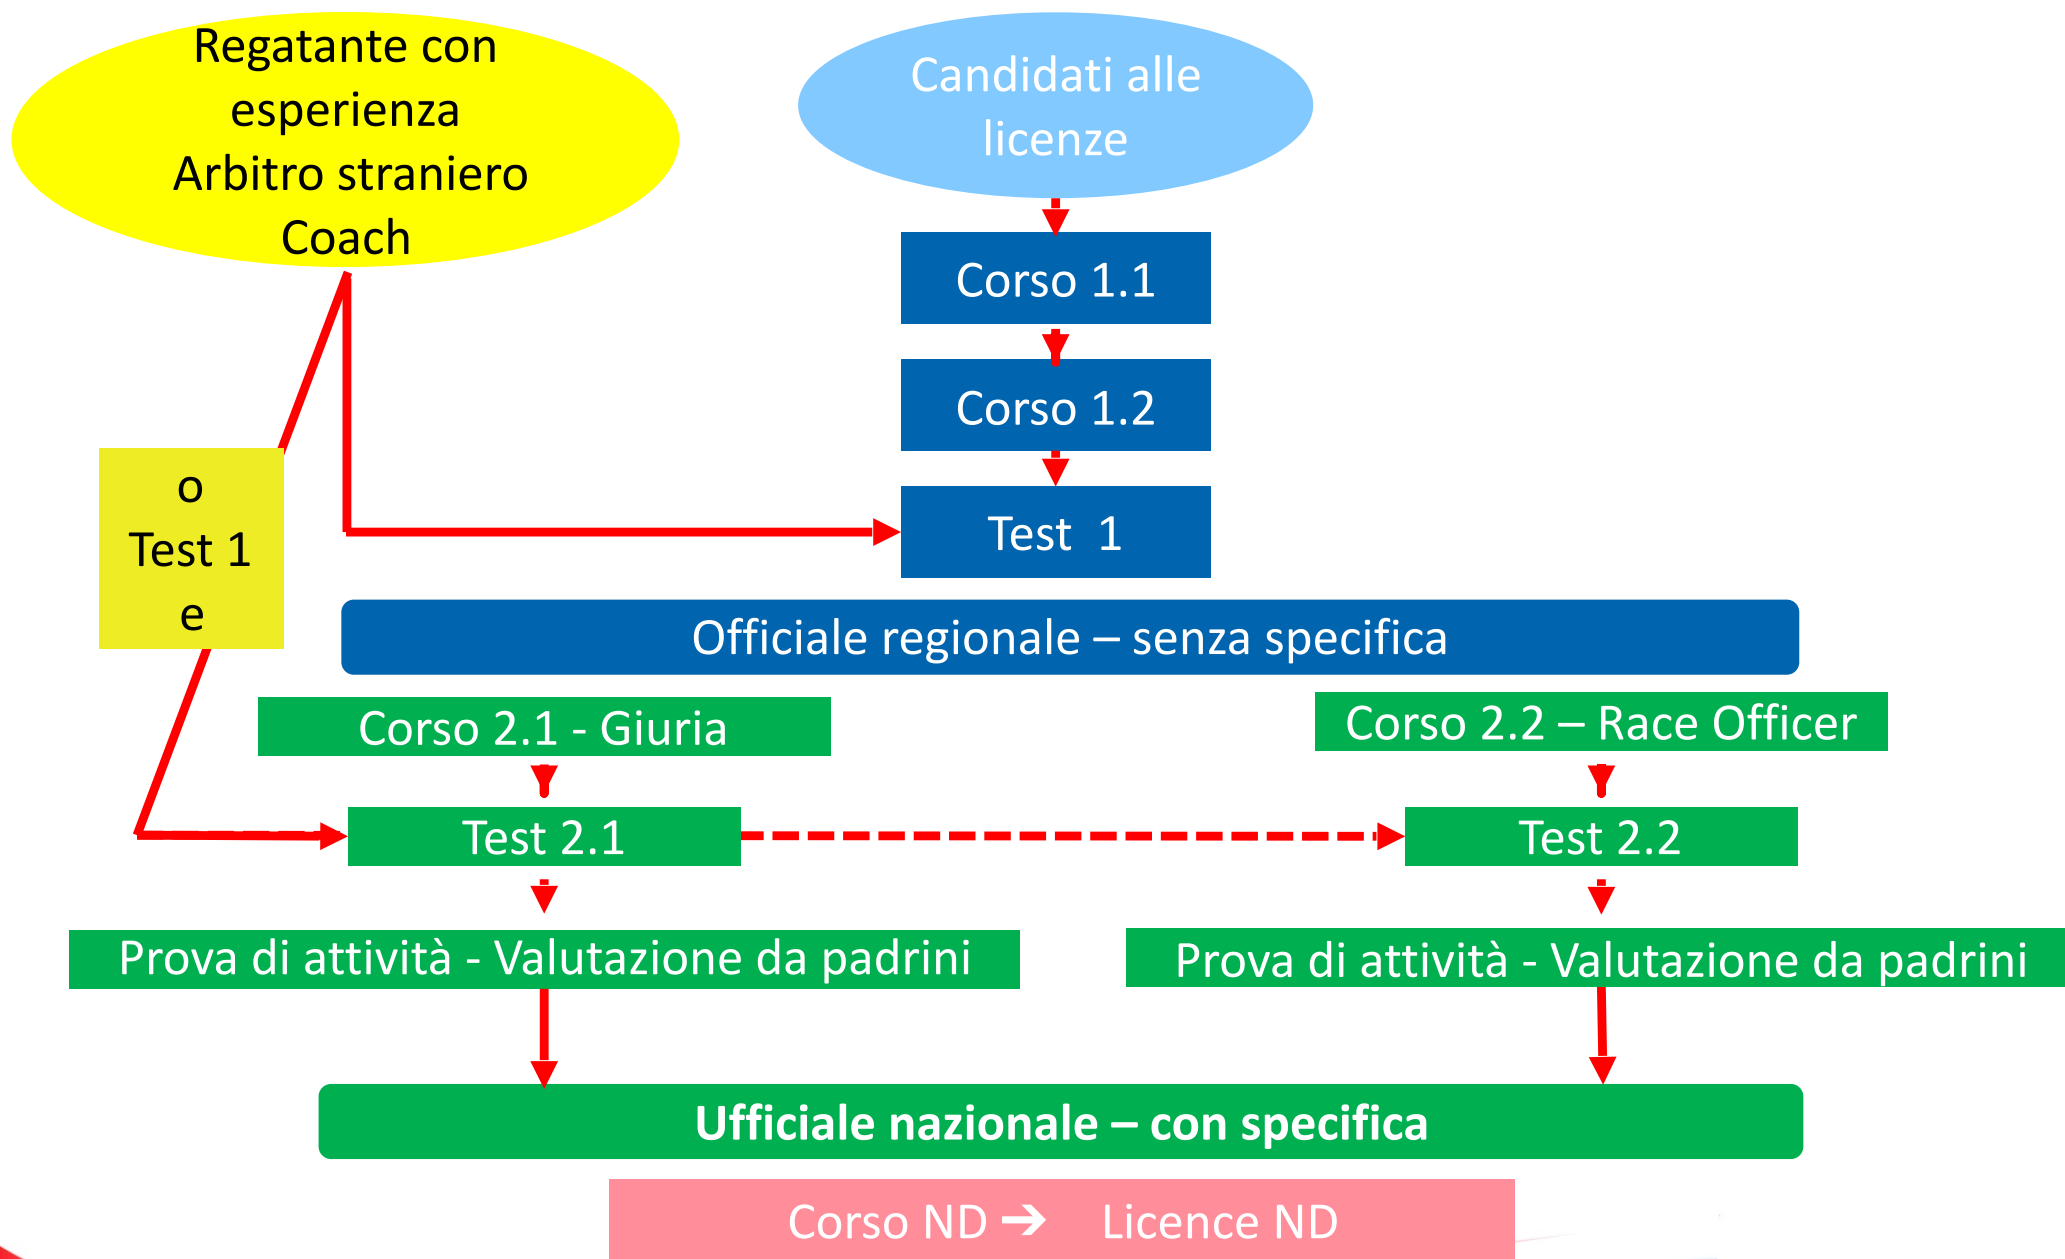 Regatante con
esperienza
Arbitro straniero
Coach
Candidati alle
licenze
Corso 1.1
Corso 1.2
Test 1
o
Test 1
e
Officiale regionale – senza specifica
Corso 2.1 - Giuria
Corso 2.2 – Race Officer
Test 2.1
Test 2.2
Prova di attività - Valutazione da padrini
Prova di attività - Valutazione da padrini
Ufficiale nazionale – con specifica
Corso ND ➔ Licence ND